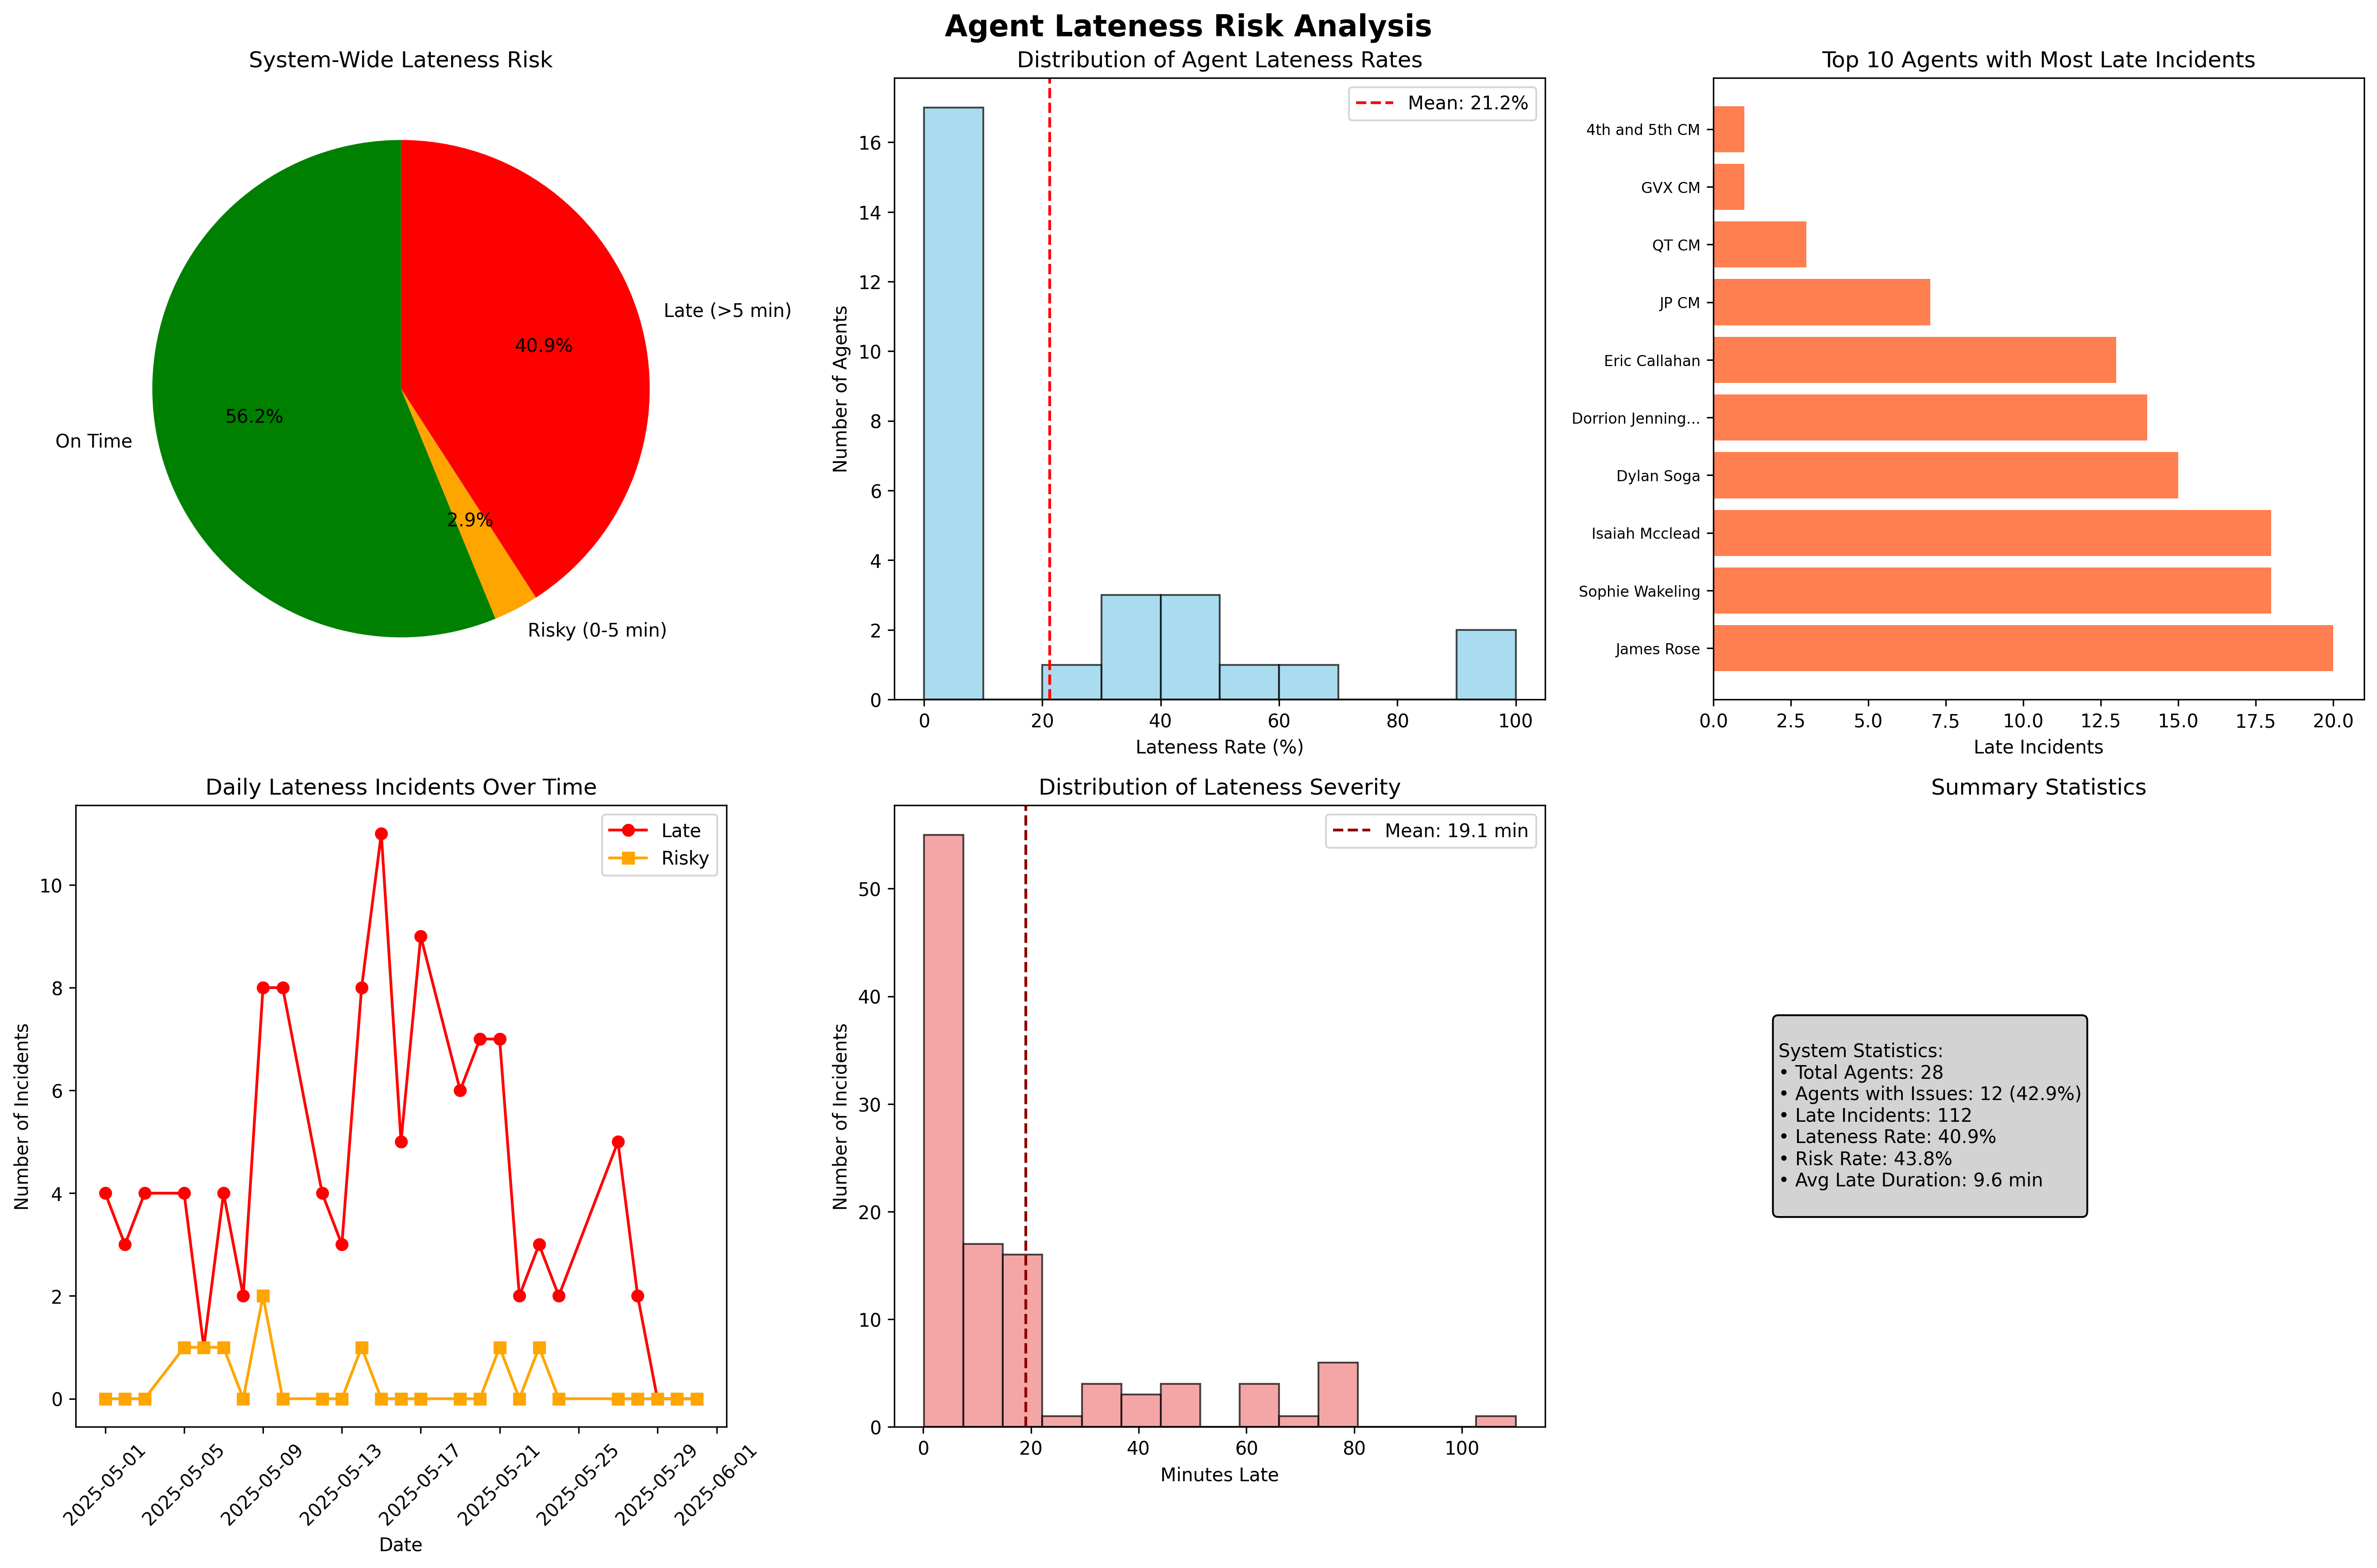 Agent Lateness Risk Analysis
System-Wide Lateness Risk
Late (>5 min)
40.9%
56.2%
On Time
2.9%
Risky (0-5 min)
Distribution of Agent Lateness Rates
Mean: 21.2%
Number of Agents
16
14
12
10
8
6
4
2
0
0 20 40 60 80 100
Lateness Rate (%)
Top 10 Agents with Most Late Incidents
4th and 5th CM
GVX CM
QT CM
JP CM
Eric Callahan
Dorrion Jenning...
Dylan Soga
Isaiah Mcclead
Sophie Wakeling
James Rose
0.0 2.5 5.0 7.5 10.0 12.5 15.0 17.5 20.0
Late Incidents
Daily Lateness Incidents Over Time
Late
Risky
Number of Incidents
10
8
6
4
2
0
2025-05-01 2025-05-05 2025-05-09 2025-05-13 2025-05-17 2025-05-21 2025-05-25 2025-05-29 2025-06-01
Date
Distribution of Lateness Severity
Mean: 19.1 min
Number of Incidents
50
40
30
20
10
0
0 20 40 60 80 100
Minutes Late
Summary Statistics
System Statistics:
• Total Agents: 28
• Agents with Issues: 12 (42.9%)
• Late Incidents: 112
• Lateness Rate: 40.9%
• Risk Rate: 43.8%
• Avg Late Duration: 9.6 min